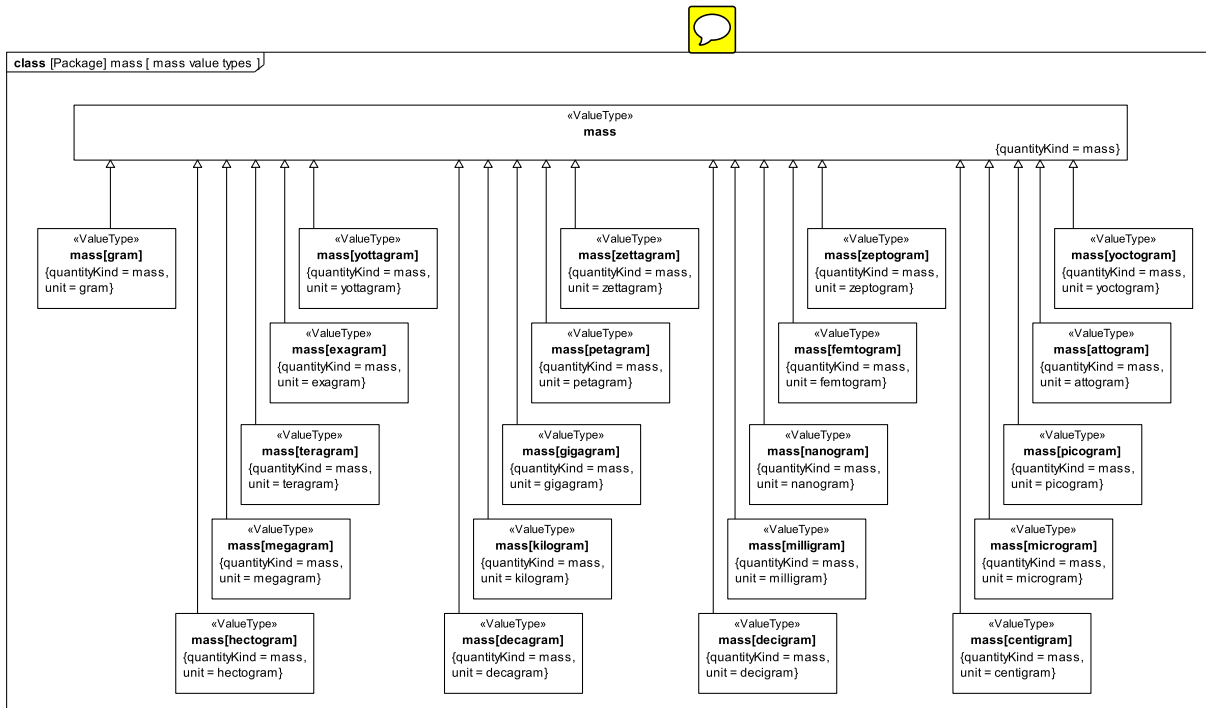 class [Package] mass [ mass value types ]
«ValueType»
mass
{quantityKind = mass}
«ValueType»
mass[gram]
{quantityKind = mass,
unit = gram}
«ValueType»
mass[yottagram]
{quantityKind = mass,
unit = yottagram}
«ValueType»
mass[zettagram]
{quantityKind = mass,
unit = zettagram}
«ValueType»
mass[zeptogram]
{quantityKind = mass,
unit = zeptogram}
«ValueType»
mass[yoctogram]
{quantityKind = mass,
unit = yoctogram}
«ValueType»
mass[exagram]
{quantityKind = mass,
unit = exagram}
«ValueType»
mass[petagram]
{quantityKind = mass,
unit = petagram}
«ValueType»
mass[femtogram]
{quantityKind = mass,
unit = femtogram}
«ValueType»
mass[attogram]
{quantityKind = mass,
unit = attogram}
«ValueType»
mass[teragram]
{quantityKind = mass,
unit = teragram}
«ValueType»
mass[gigagram]
{quantityKind = mass,
unit = gigagram}
«ValueType»
mass[nanogram]
{quantityKind = mass,
unit = nanogram}
«ValueType»
mass[picogram]
{quantityKind = mass,
unit = picogram}
«ValueType»
mass[megagram]
{quantityKind = mass,
unit = megagram}
«ValueType»
mass[kilogram]
{quantityKind = mass,
unit = kilogram}
«ValueType»
mass[milligram]
{quantityKind = mass,
unit = milligram}
«ValueType»
mass[microgram]
{quantityKind = mass,
unit = microgram}
«ValueType»
mass[hectogram]
{quantityKind = mass,
unit = hectogram}
«ValueType»
mass[decagram]
{quantityKind = mass,
unit = decagram}
«ValueType»
mass[decigram]
{quantityKind = mass,
unit = decigram}
«ValueType»
mass[centigram]
{quantityKind = mass,
unit = centigram}